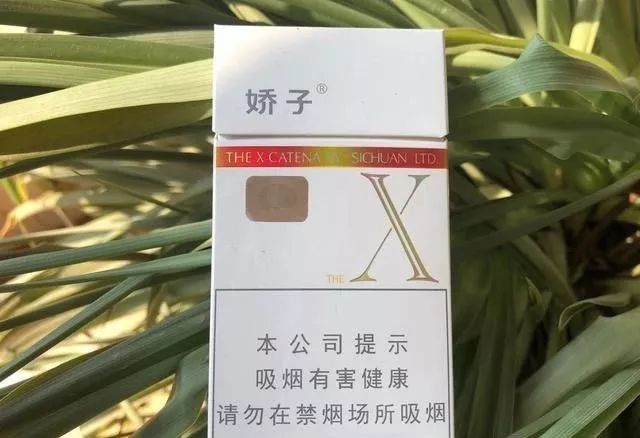 娇子®
THE X CATENA BY SICHUAN LTD.
THE X
本公司提示
吸烟有害健康
请勿在禁烟场所吸烟